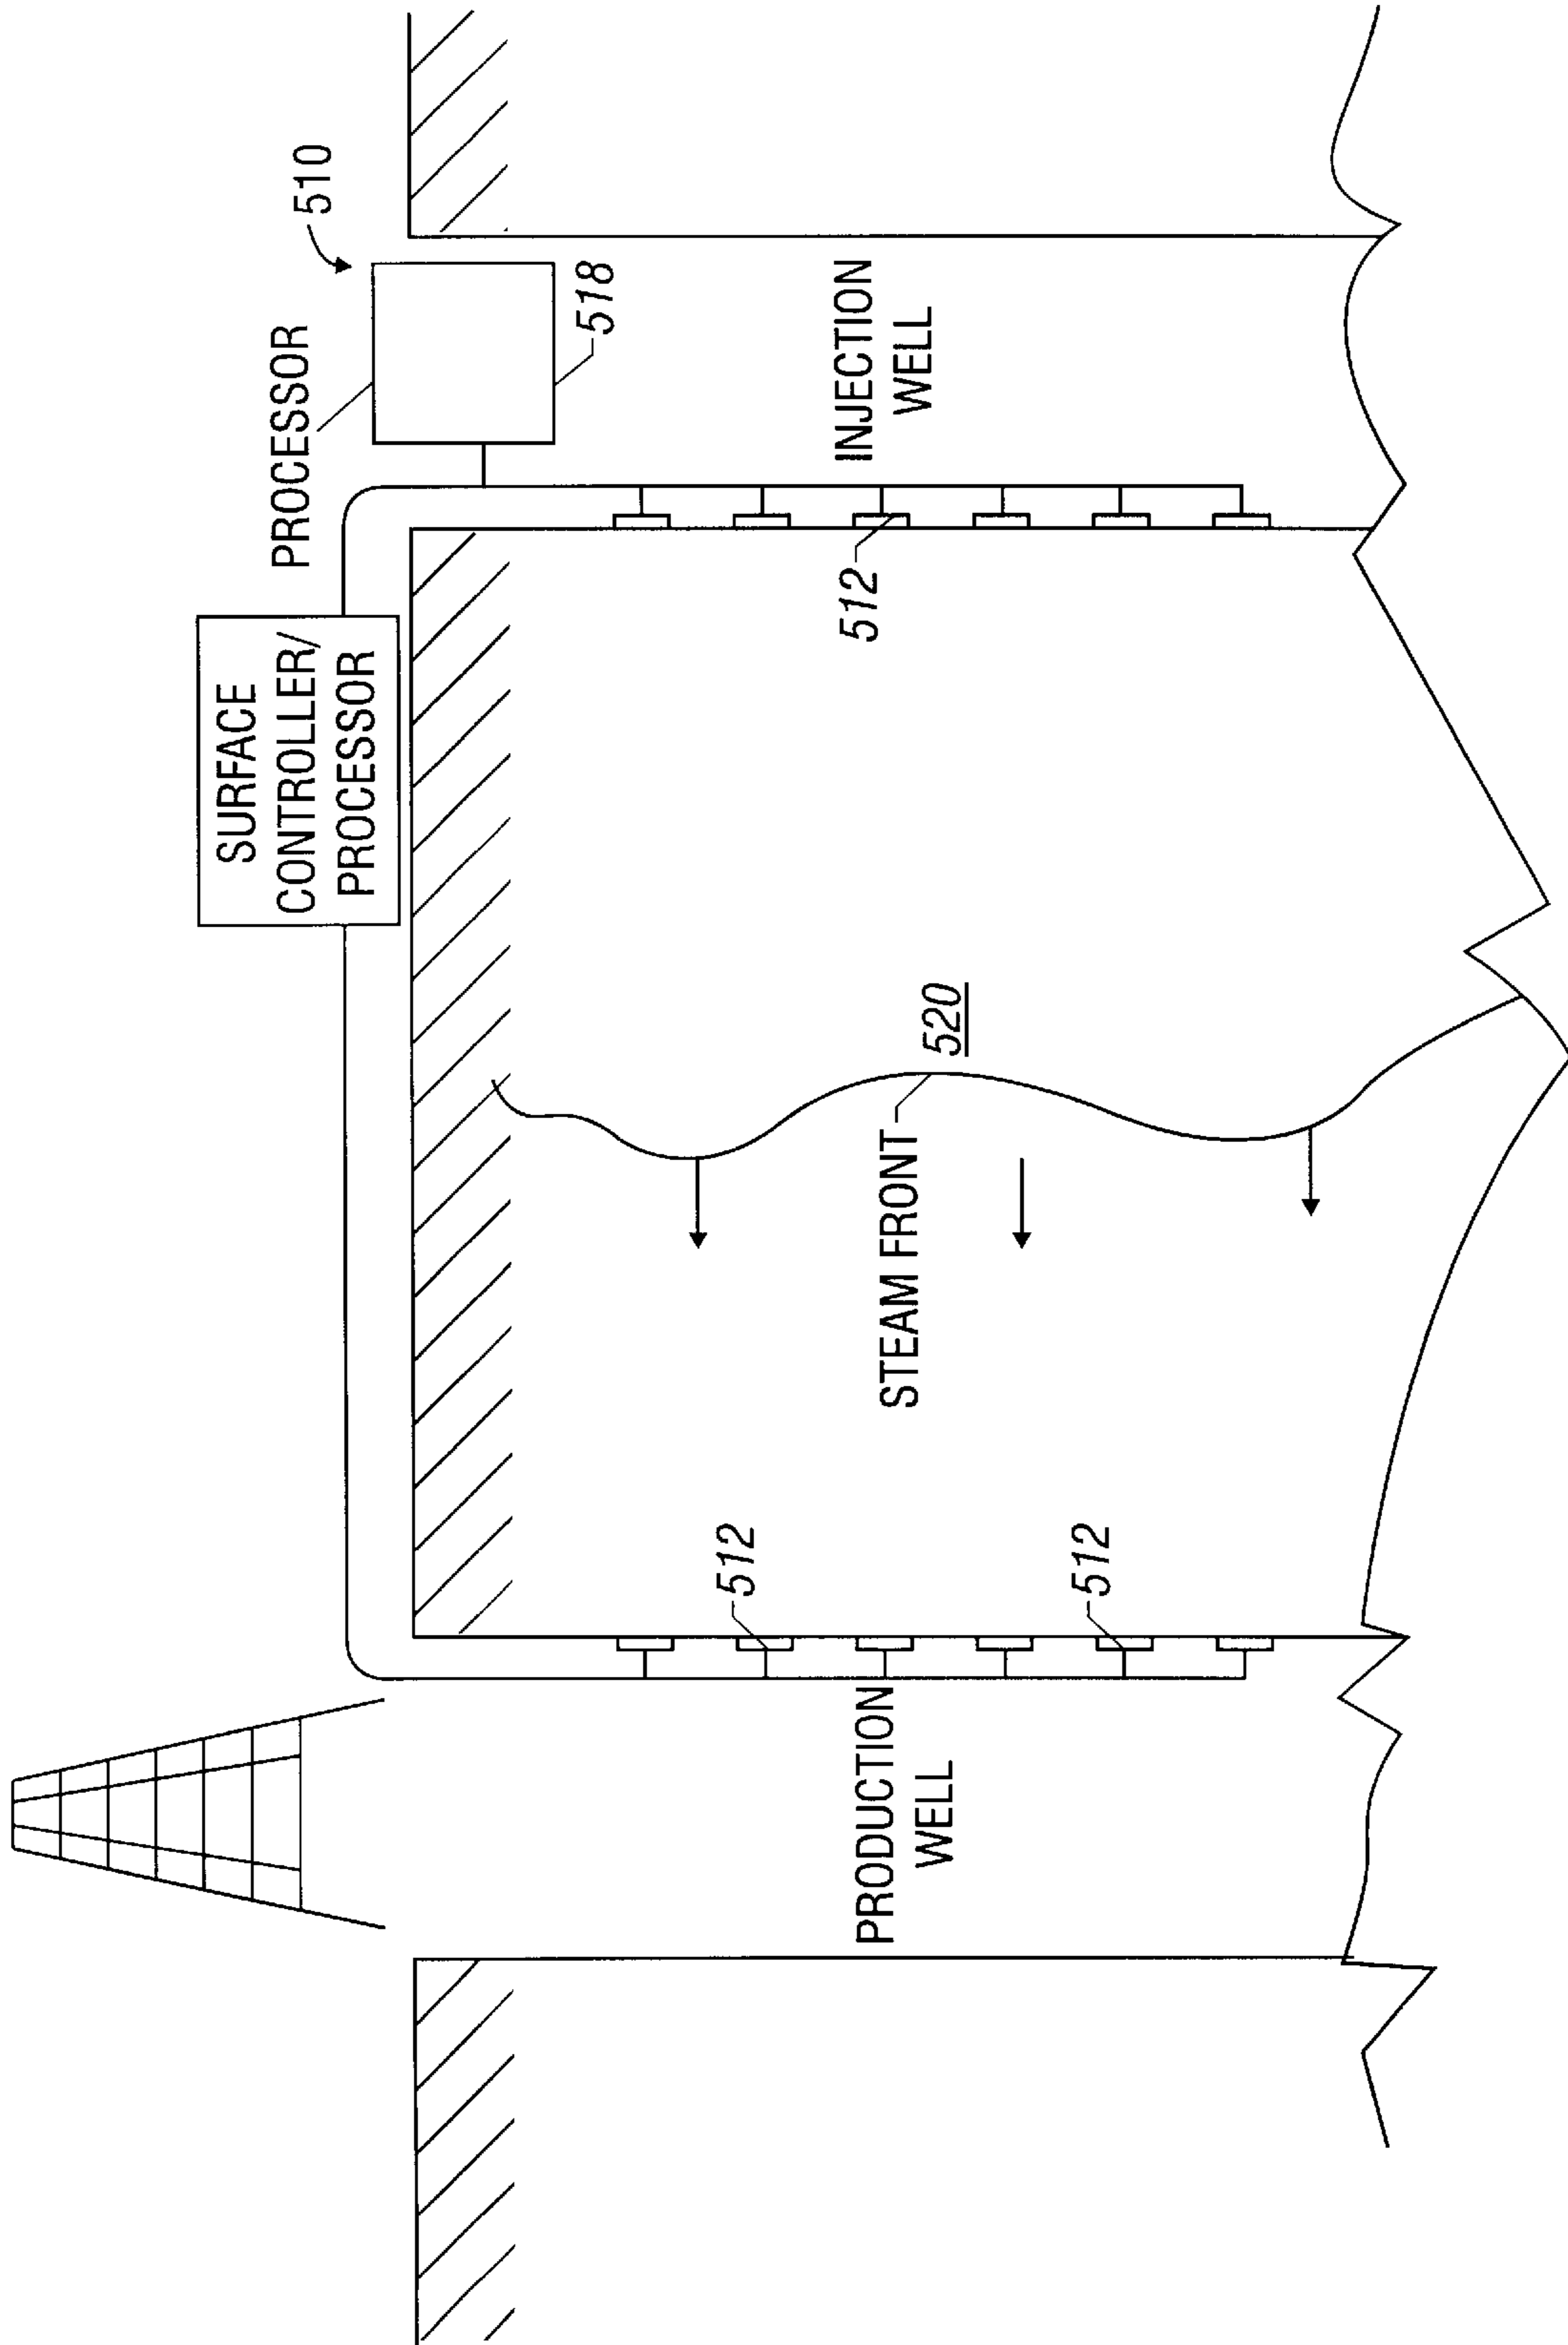 SURFACE
CONTROLLER/
PROCESSOR
PROCESSOR
510
518
512
INJECTION
WELL
STEAM FRONT
520
512
512
PRODUCTION
WELL